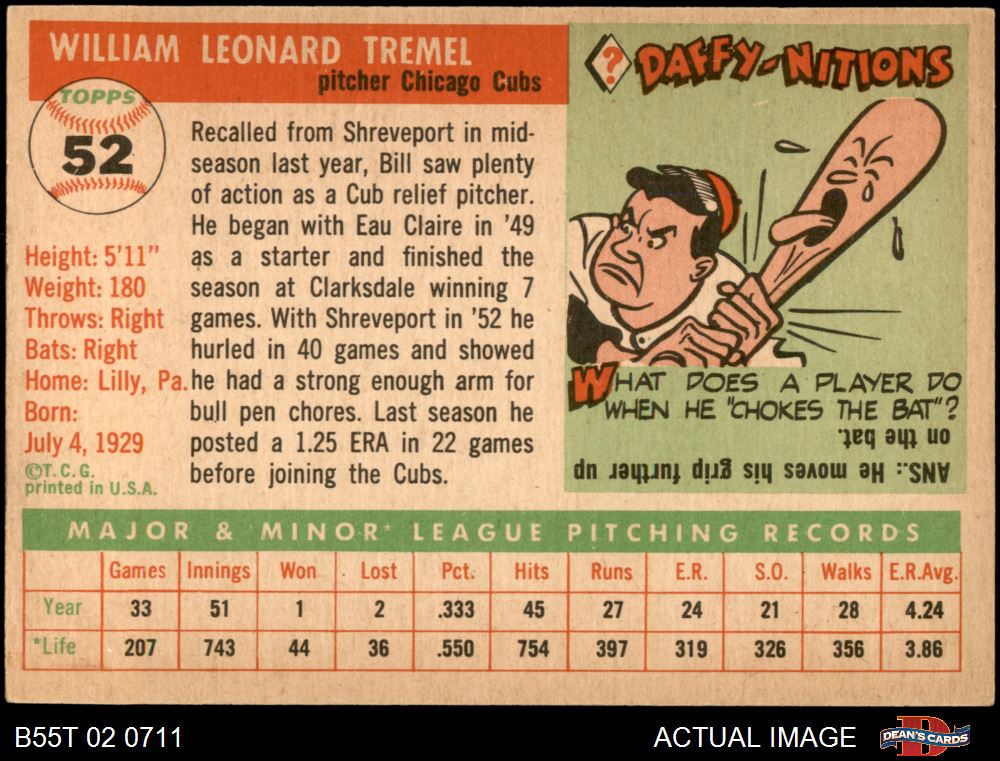 WILLIAM LEONARD TREMEL
pitcher Chicago Cubs
TOPPS
52
Height: 5'11"
Weight: 180
Throws: Right
Bats: Right
Home: Lilly, Pa.
Born:
July 4, 1929
©T.C.G.
printed in U.S.A.
Recalled from Shreveport in mid-
season last year, Bill saw plenty
of action as a Cub relief pitcher.
He began with Eau Claire in '49
as a starter and finished the
season at Clarksdale winning 7
games. With Shreveport in '52 he
hurled in 40 games and showed
he had a strong enough arm for
bull pen chores. Last season he
posted a 1.25 ERA in 22 games
before joining the Cubs.
? DAFFY-NITIONS
WHAT DOES A PLAYER DO
WHEN HE "CHOKES THE BAT"?
ANS.: He moves his grip further up
on the bat.
MAJOR & MINOR* LEAGUE PITCHING RECORDS
Games Innings Won Lost Pct. Hits Runs E.R. S.O. Walks E.R.Avg.
Year 33 51 1 2 .333 45 27 24 21 28 4.24
*Life 207 743 44 36 .550 754 397 319 326 356 3.86
B55T 02 0711
ACTUAL IMAGE
D
DEAN'S CARDS